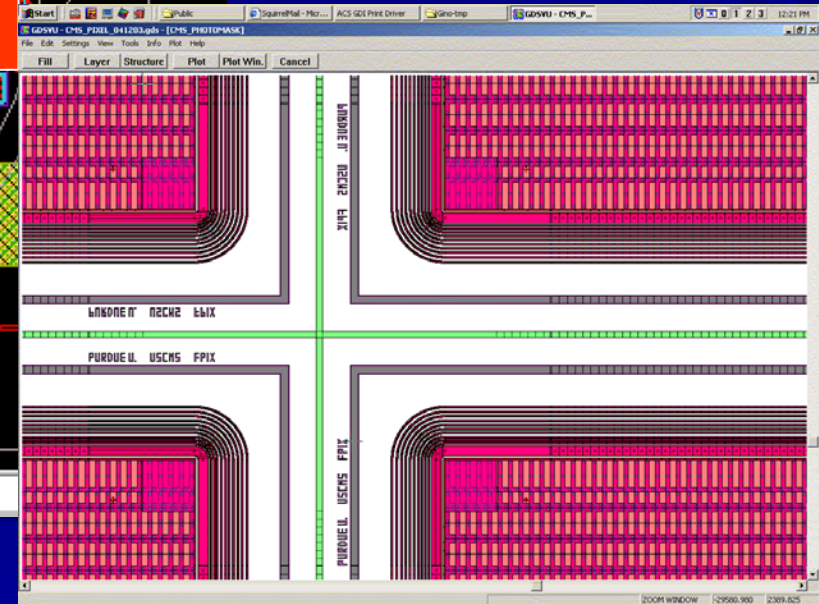 Start Public SquirrelMail - Micr... ACS GDI Print Driver Gino-tmp GDSVU - CMS_P... 0 1 2 3 12:21 PM
GDSVU - CMS_PIXEL_041203.gds - [CMS_PHOTOMASK]
File Edit Settings View Tools Info Plot Help
Fill Layer Structure Plot Plot Win. Cancel
PURDUE U. USCMS FPIX
PURDUE U. USCMS FPIX
PURDUE U. USCMS FPIX
PURDUE U. USCMS FPIX
ZOOM WINDOW -29580.980 2389.825